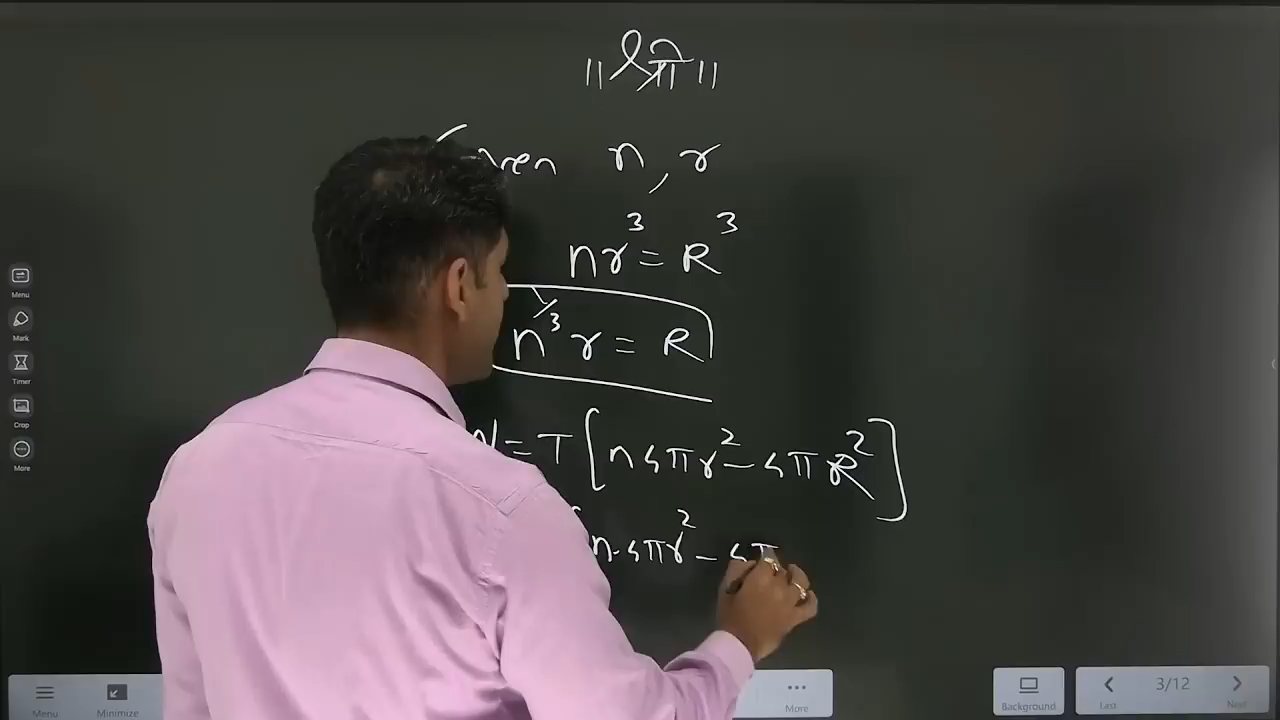 ॥ श्री ॥
n, r
nr³ = R³
n^1/3 r = R
= T [n4πr² – 4πR²]
n·4πr² – 4π
Menu
Mark
Timer
Crop
More
Menu
Minimize
More
Background
Last
3/12
Next